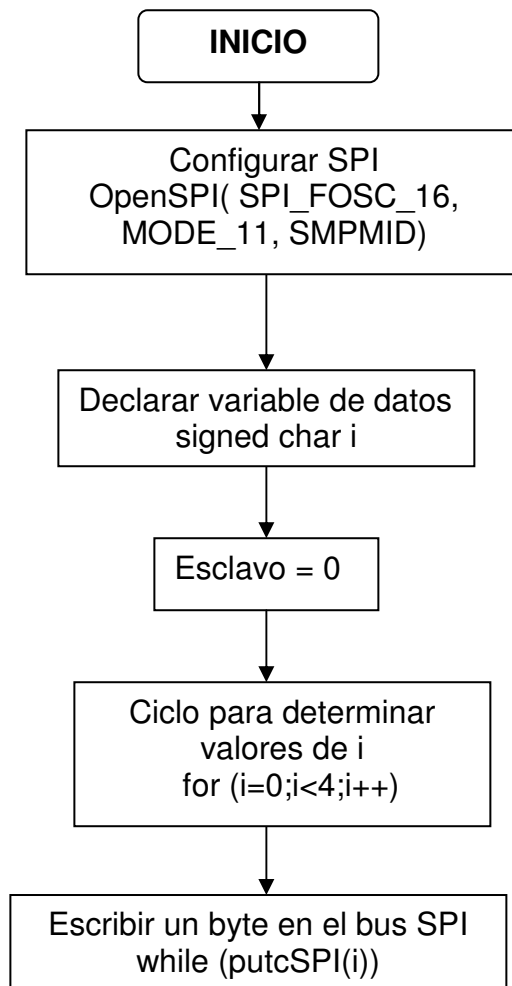 INICIO
Configurar SPI
OpenSPI( SPI_FOSC_16,
MODE_11, SMPMID)
Declarar variable de datos
signed char i
Esclavo = 0
Ciclo para determinar
valores de i
for (i=0;i<4;i++)
Escribir un byte en el bus SPI
while (putcSPI(i))